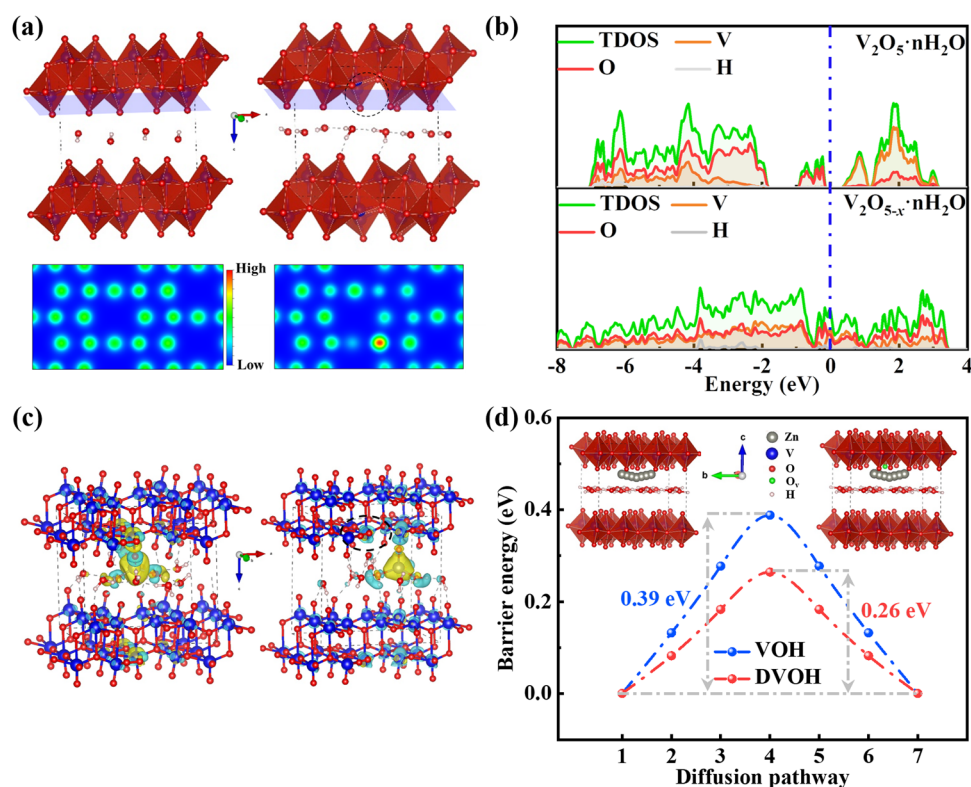 (a)
High
Low
(b)
TDOS V V₂O₅·nH₂O
O H
TDOS V V₂O₅₋ₓ·nH₂O
O H
-8 -6 -4 -2 0 2 4
Energy (eV)
(c)
(d)
0.6
0.4
0.2
0.0
Barrier energy (eV)
c
b
Zn
V
O
Oᵥ
H
0.39 eV
0.26 eV
VOH
DVOH
1 2 3 4 5 6 7
Diffusion pathway